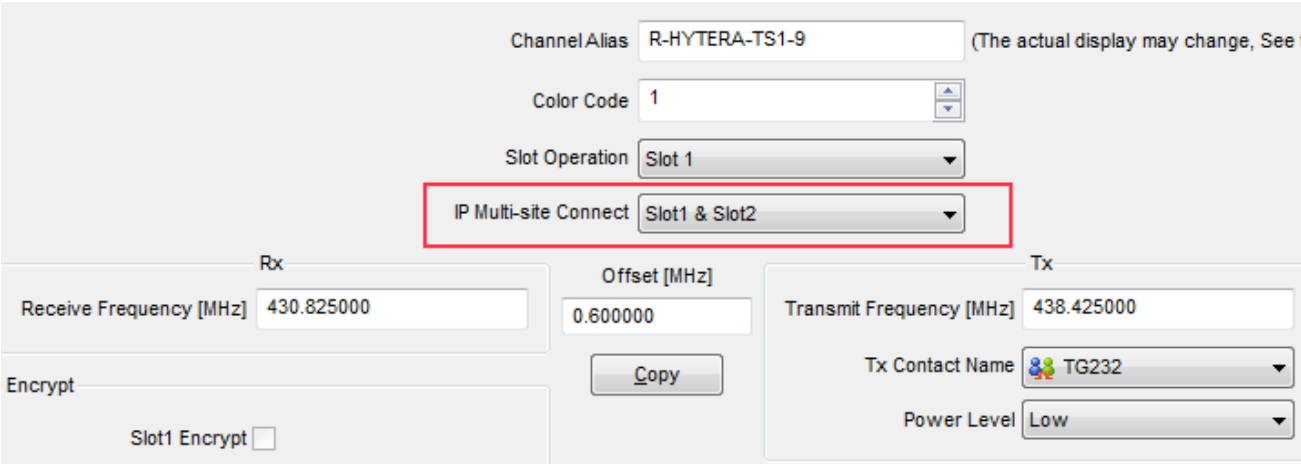 Channel Alias R-HYTERA-TS1-9 (The actual display may change, See
Color Code 1
Slot Operation Slot 1
IP Multi-site Connect Slot1 & Slot2
Rx
Receive Frequency [MHz] 430.825000
Offset [MHz]
0.600000
Copy
Tx
Transmit Frequency [MHz] 438.425000
Tx Contact Name TG232
Power Level Low
Encrypt
Slot1 Encrypt